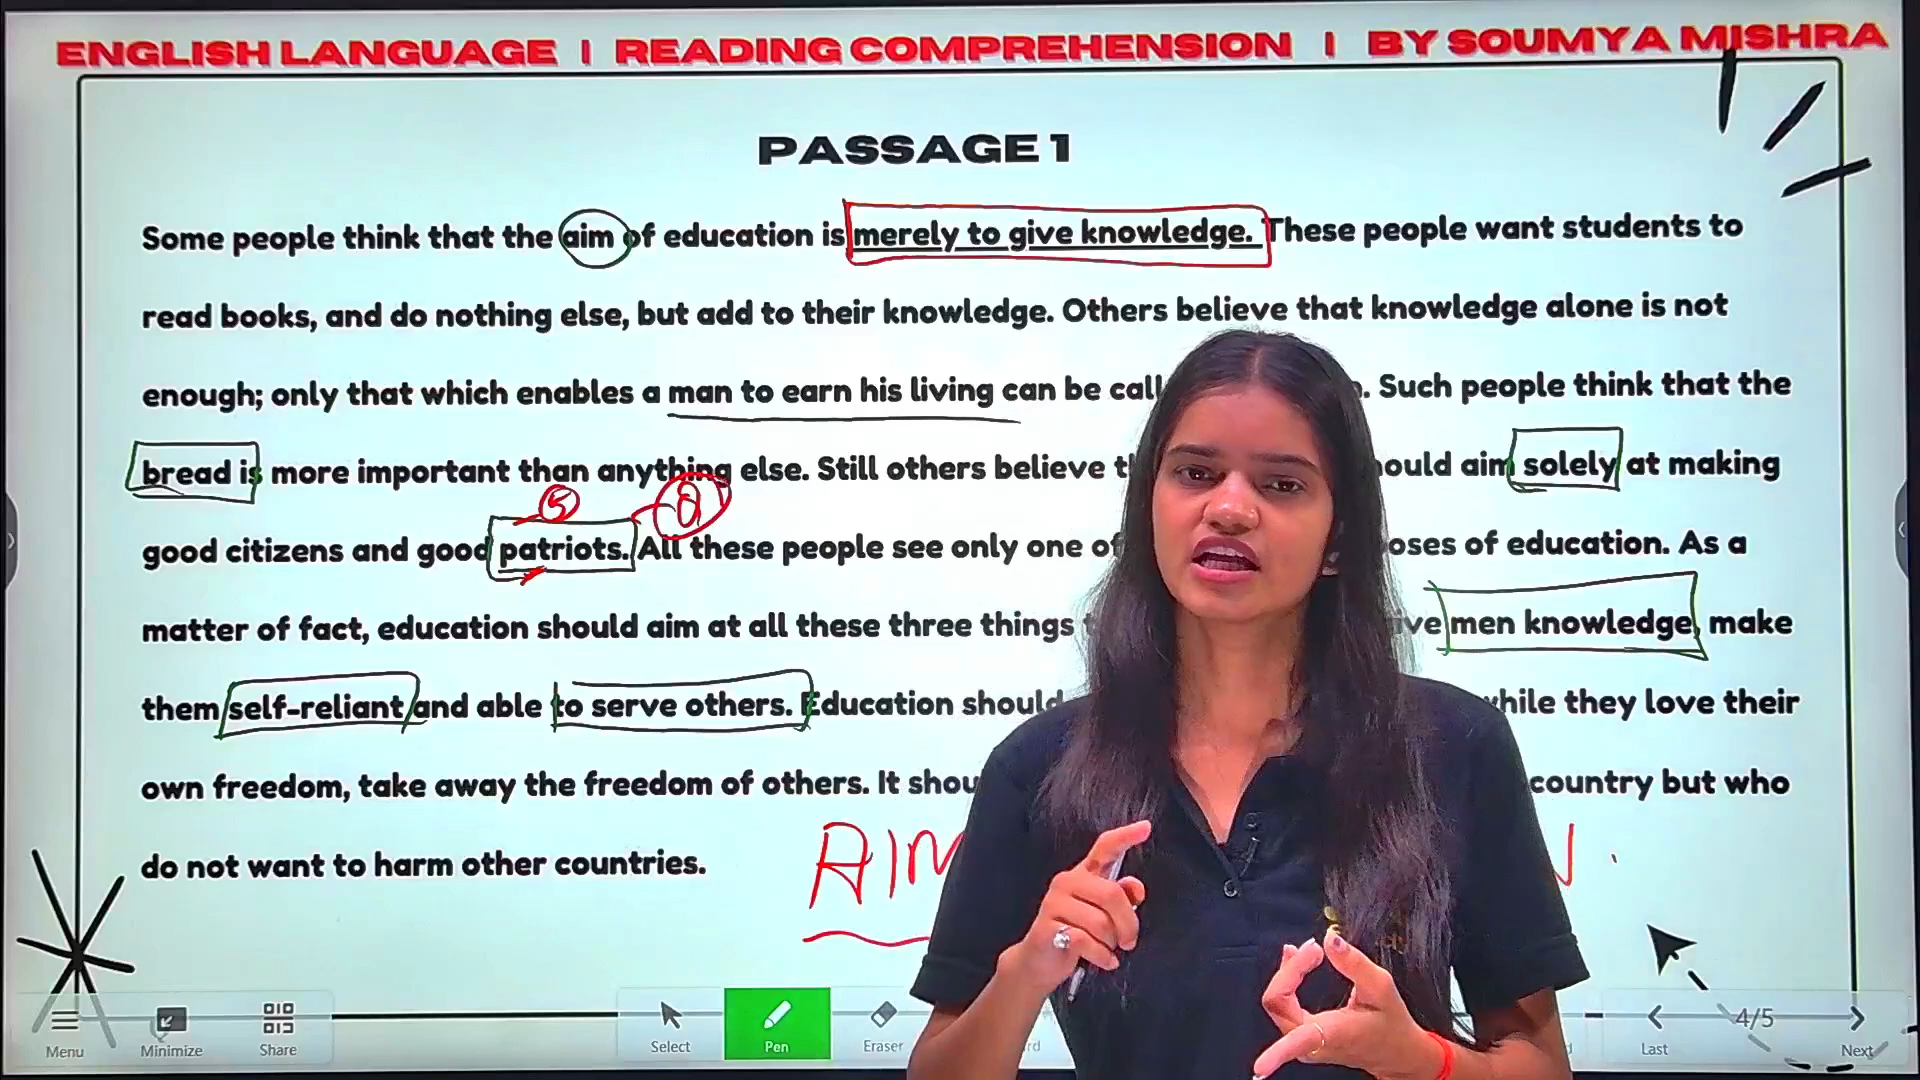 ENGLISH LANGUAGE | READING COMPREHENSION | BY SOUMYA MISHRA
PASSAGE 1
Some people think that the aim of education is merely to give knowledge. These people want students to
read books, and do nothing else, but add to their knowledge. Others believe that knowledge alone is not
enough; only that which enables a man to earn his living can be Such people think that the
bread is more important than anything else. Still others believe aim solely at making
good citizens and good patriots. All these people see only one of education. As a
matter of fact, education should aim at all these three things men knowledge, make
them self-reliant and able to serve others. Education should while they love their
own freedom, take away the freedom of others. It country but who
do not want to harm other countries.
AIM
Menu
Minimize
Share
Select
Pen
Eraser
Last
4/5
Next